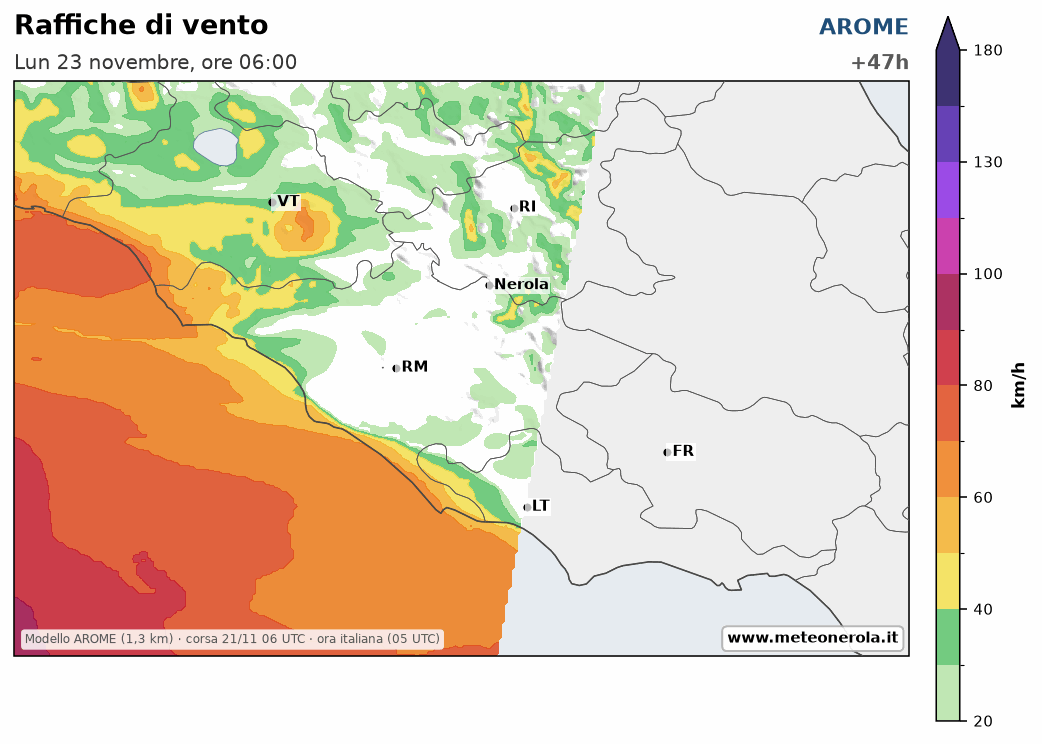 Raffiche di vento
AROME
Lun 23 novembre, ore 06:00
+47h
VT
RI
Nerola
RM
FR
LT
Modello AROME (1,3 km) · corsa 21/11 06 UTC · ora italiana (05 UTC)
www.meteonerola.it
180
130
100
80
60
40
20
km/h